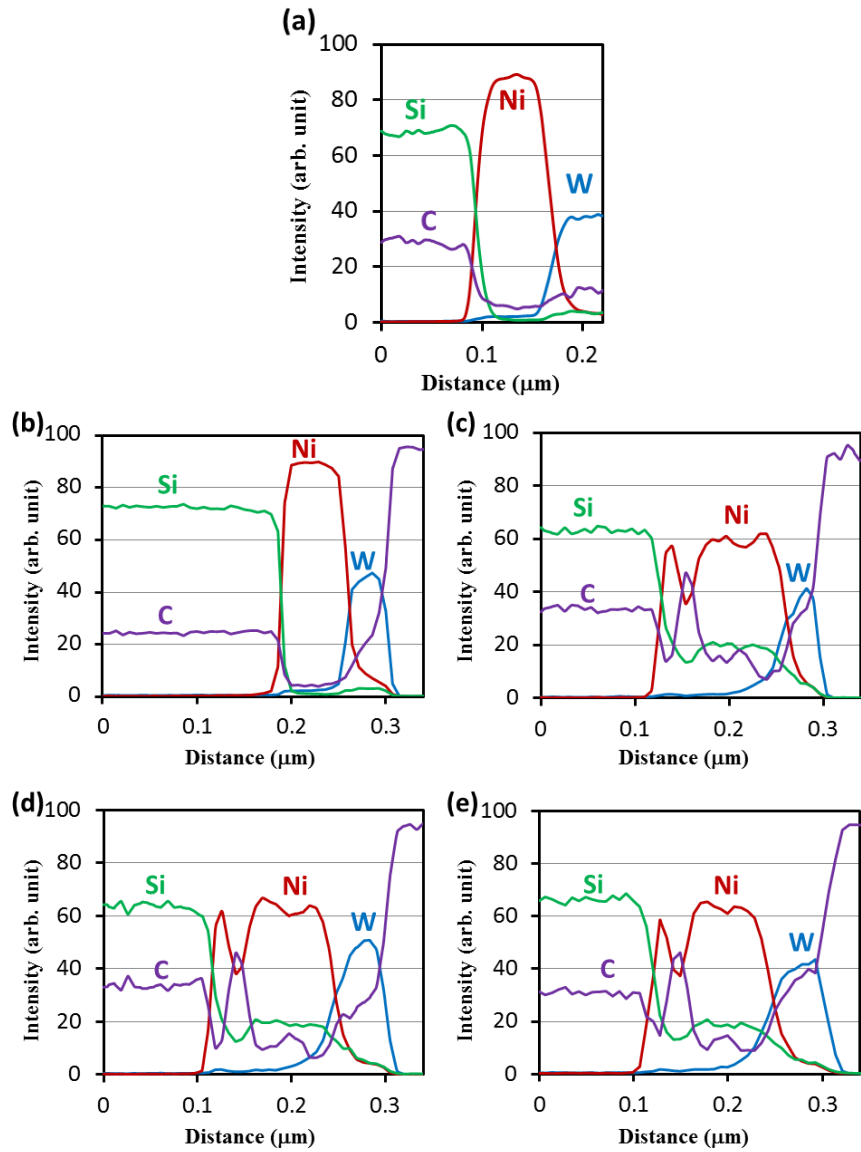 (a)
100
80
60
40
20
0
Intensity (arb. unit)
Si
Ni
W
C
0 0.1 0.2
Distance (μm)
(b)
100
80
60
40
20
0
Intensity (arb. unit)
Si
Ni
W
C
0 0.1 0.2 0.3
Distance (μm)
(c)
100
80
60
40
20
0
Intensity (arb. unit)
Si
Ni
W
C
0 0.1 0.2 0.3
Distance (μm)
(d)
100
80
60
40
20
0
Intensity (arb. unit)
Si
Ni
W
C
0 0.1 0.2 0.3
Distance (μm)
(e)
100
80
60
40
20
0
Intensity (arb. unit)
Si
Ni
W
C
0 0.1 0.2 0.3
Distance (μm)